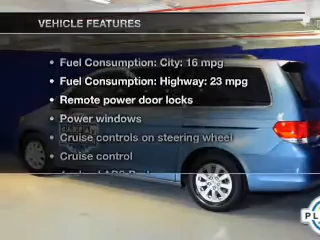 VEHICLE FEATURES
• Fuel Consumption: City: 16 mpg
• Fuel Consumption: Highway: 23 mpg
• Remote power door locks
• Power windows
• Cruise controls on steering wheel
• Cruise control